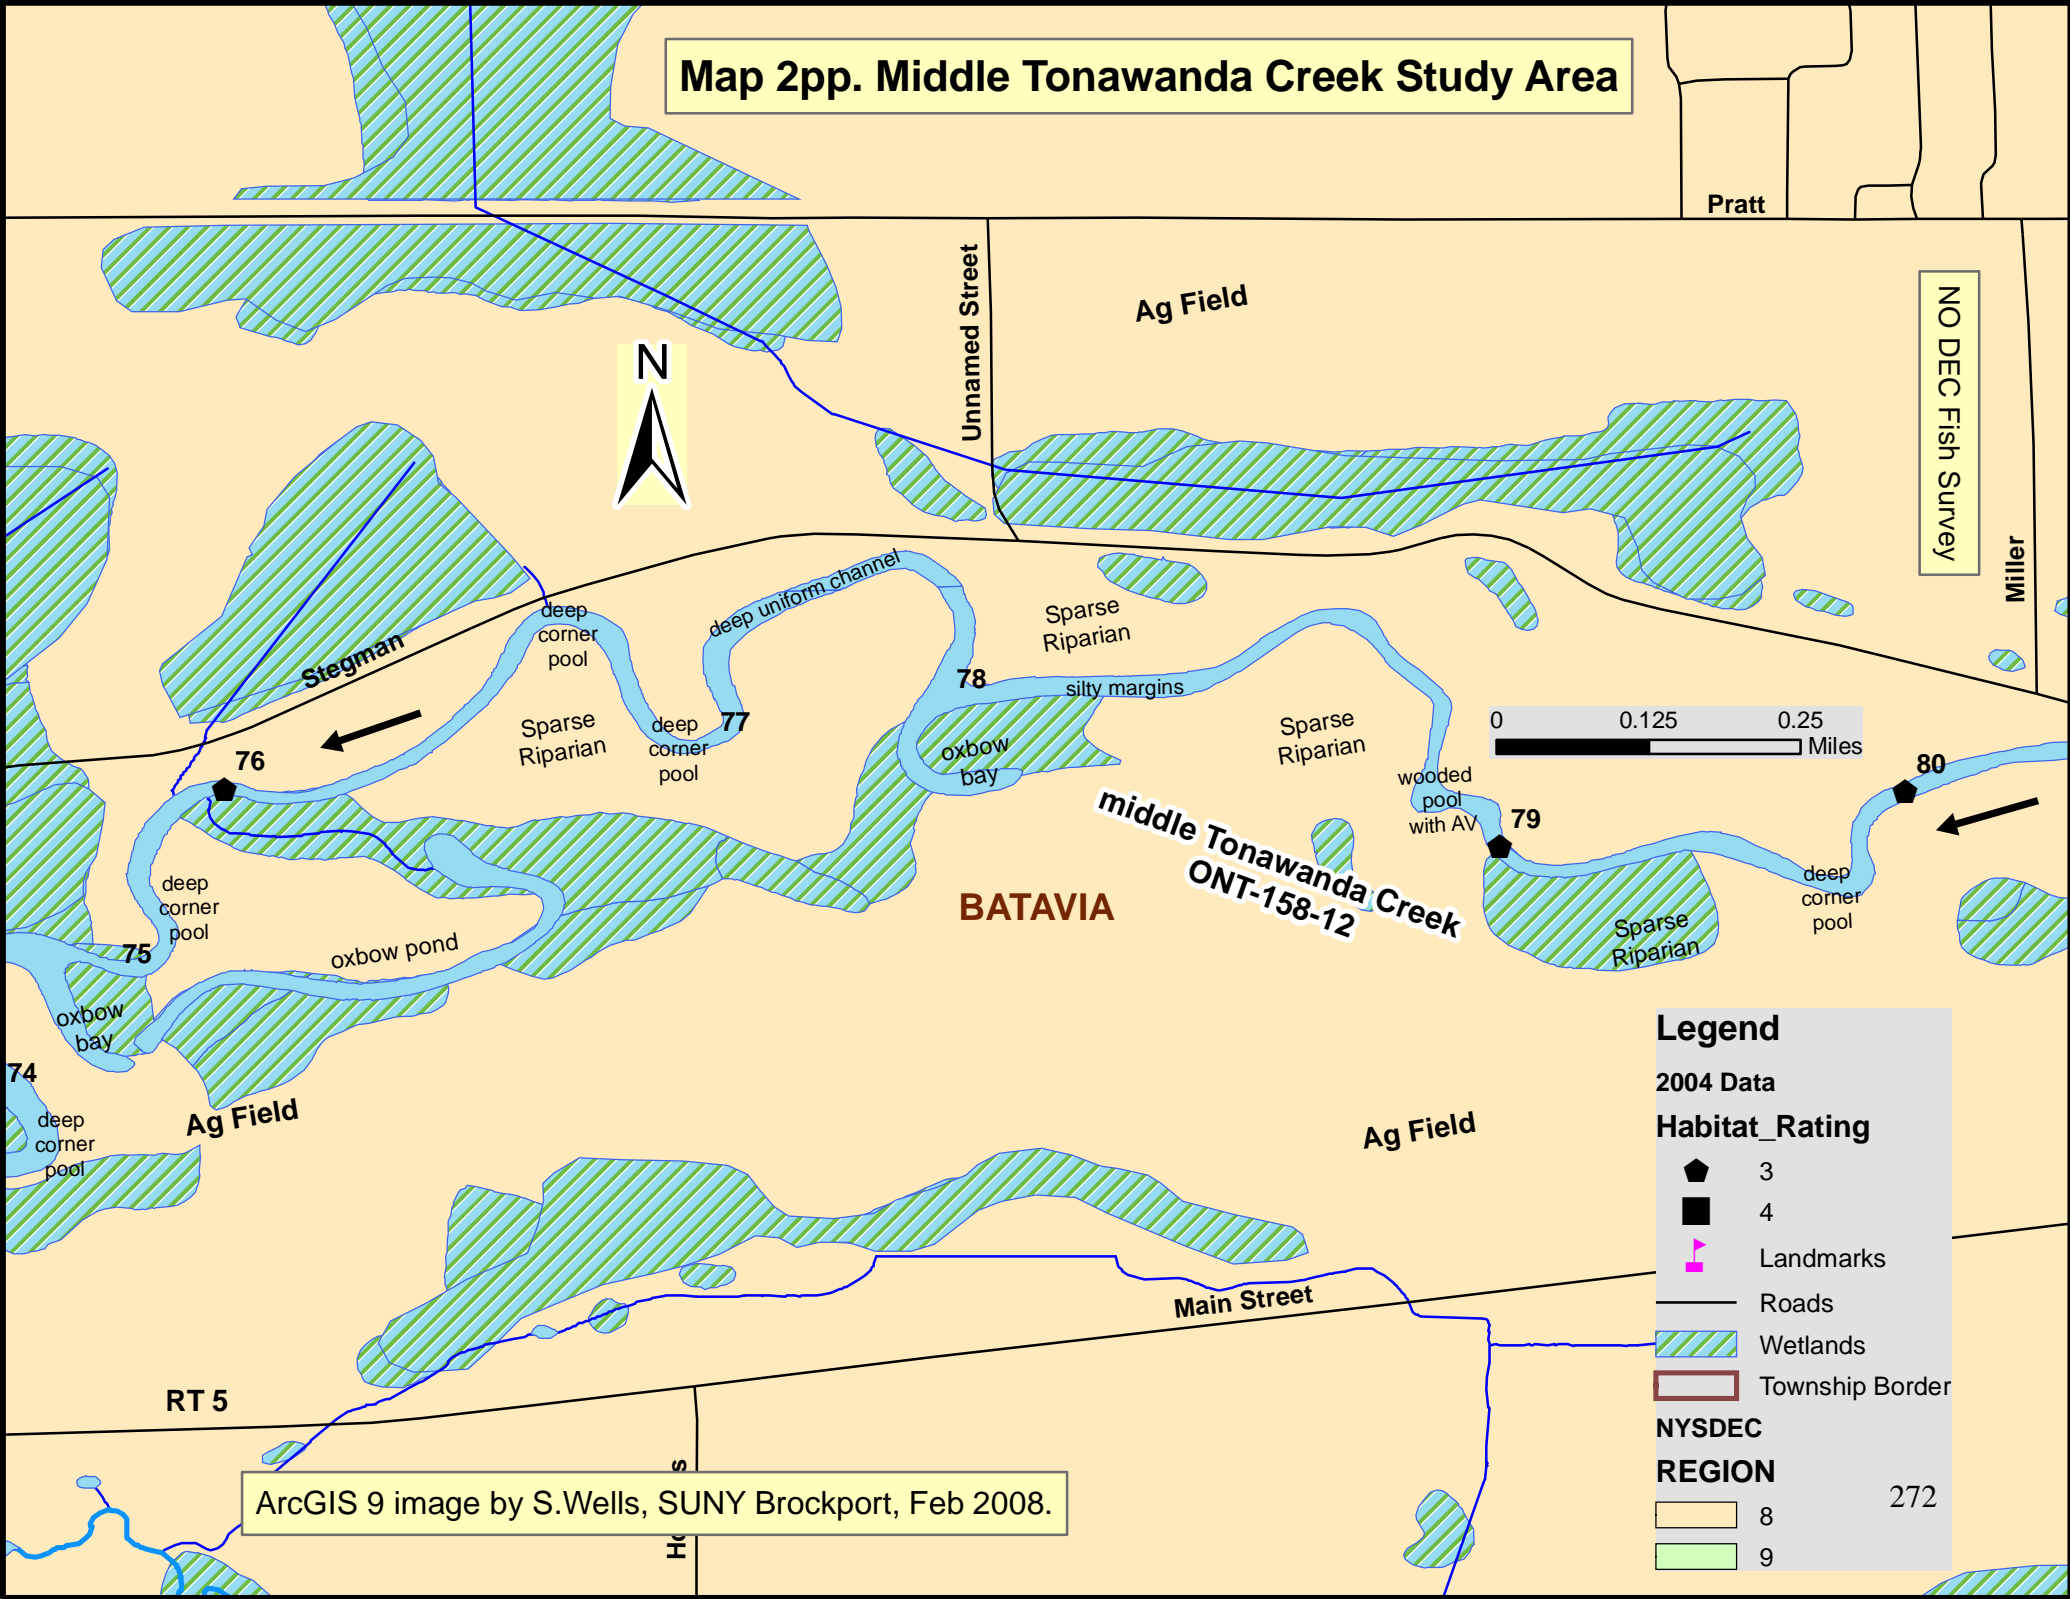 Map 2pp. Middle Tonawanda Creek Study Area
Pratt
Unnamed Street
Ag Field
NO DEC Fish Survey
Miller
N
Stegman
deep
corner
pool
deep uniform channel
Sparse
Riparian
78
silty margins
77
deep
corner
pool
Sparse
Riparian
Sparse
Riparian
oxbow
bay
0 0.125 0.25
Miles
76
80
wooded
pool
with AV
79
middle Tonawanda Creek
ONT-158-12
BATAVIA
deep
corner
pool
deep
corner
pool
Sparse
Riparian
75
oxbow pond
oxbow
bay
74
deep
corner
pool
Ag Field
Ag Field
Main Street
RT 5
ArcGIS 9 image by S.Wells, SUNY Brockport, Feb 2008.
Legend
2004 Data
Habitat_Rating
3
4
Landmarks
Roads
Wetlands
Township Border
NYSDEC
REGION
8
9
272